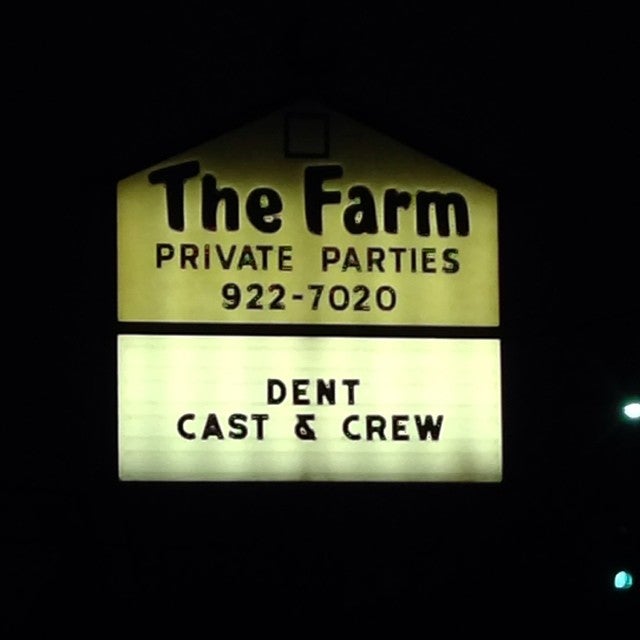 The Farm
PRIVATE PARTIES
922-7020
DENT
CAST & CREW